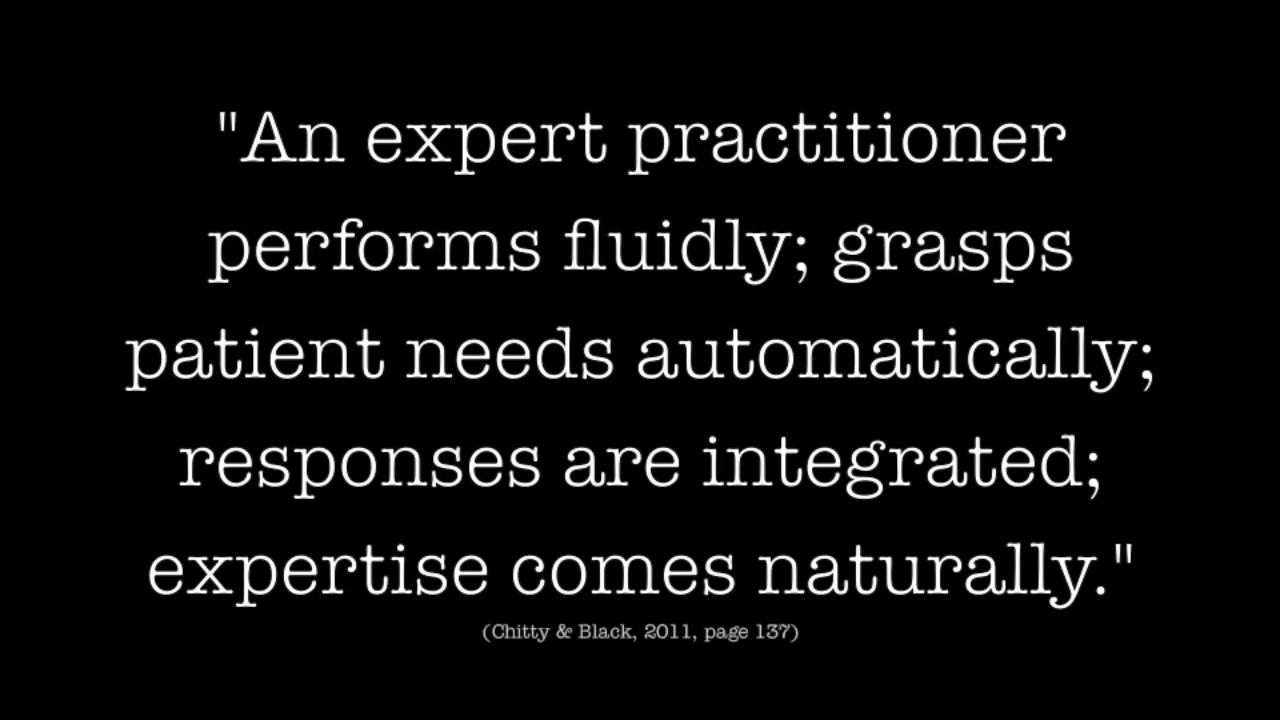 "An expert practitioner
performs fluidly; grasps
patient needs automatically;
responses are integrated;
expertise comes naturally."
(Chitty & Black, 2011, page 137)